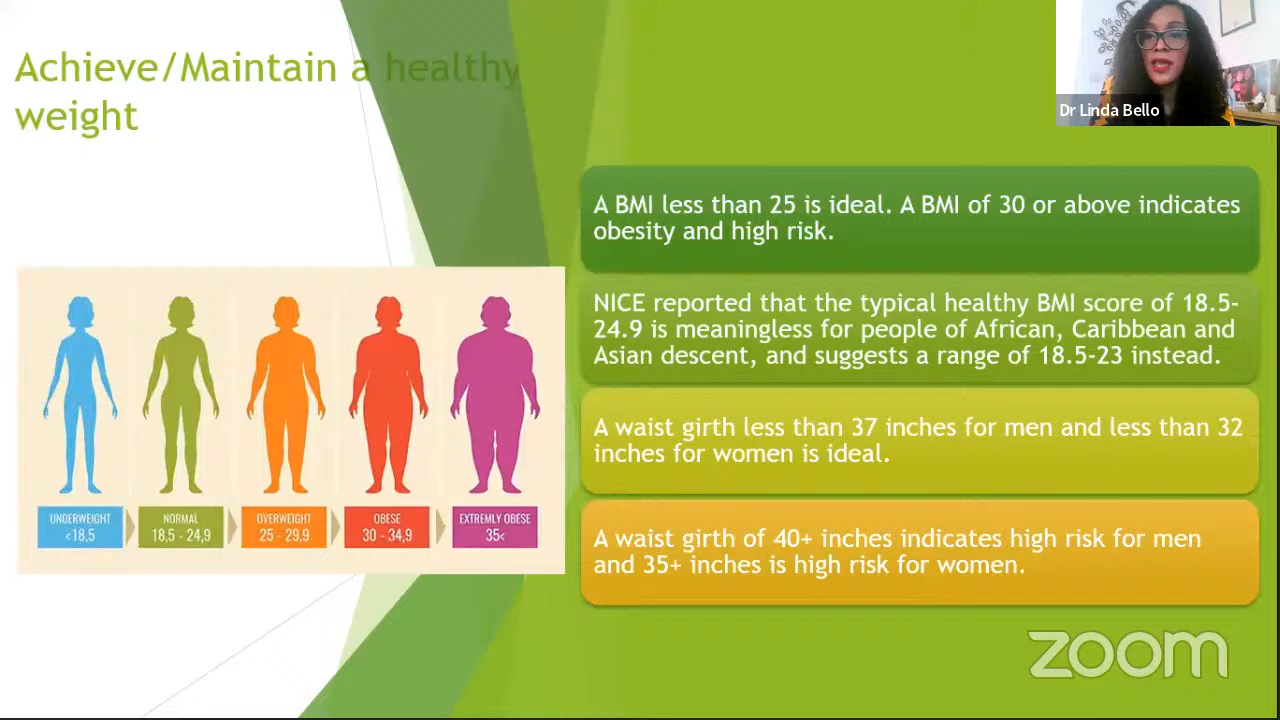 Achieve/Maintain a healthy
weight
Dr Linda Bello
A BMI less than 25 is ideal. A BMI of 30 or above indicates
obesity and high risk.
NICE reported that the typical healthy BMI score of 18.5-
24.9 is meaningless for people of African, Caribbean and
Asian descent, and suggests a range of 18.5-23 instead.
A waist girth less than 37 inches for men and less than 32
inches for women is ideal.
A waist girth of 40+ inches indicates high risk for men
and 35+ inches is high risk for women.
UNDERWEIGHT
<18,5
NORMAL
18,5 - 24,9
OVERWEIGHT
25 - 29,9
OBESE
30 - 34,9
EXTREMLY OBESE
35<
zoom